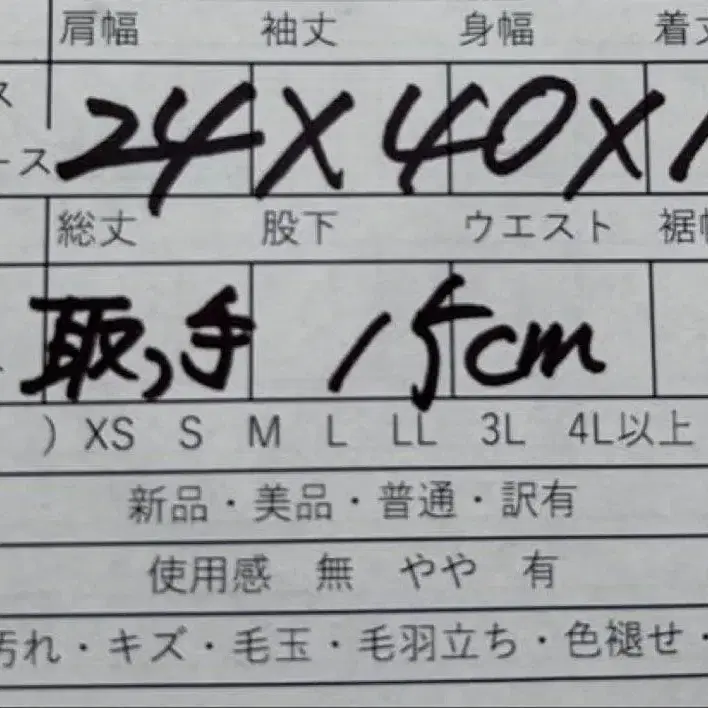 肩幅 袖丈 身幅 着丈
ス 24×40×1
ース
総丈 股下 ウエスト 裾幅
取っ手 15cm
) XS S M L LL 3L 4L以上
新品・美品・普通・訳有
使用感 無 やや 有
汚れ・キズ・毛玉・毛羽立ち・色褪せ・